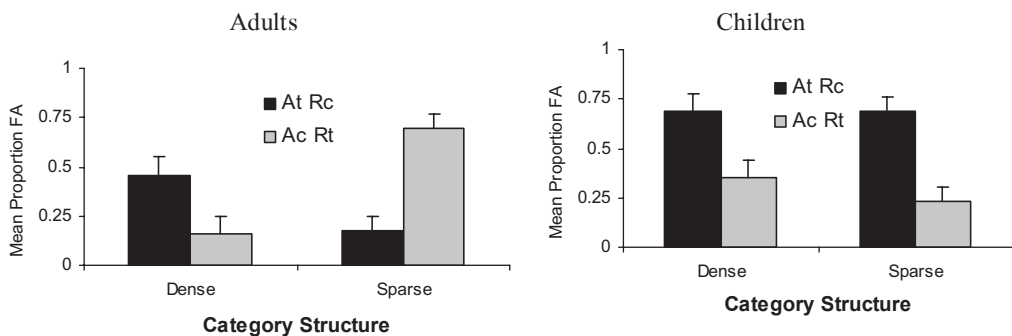 Adults
Mean Proportion FA
1
0.75
0.5
0.25
0
At Rc
Ac Rt
Dense
Sparse
Category Structure
Children
Mean Proportion FA
1
0.75
0.5
0.25
0
At Rc
Ac Rt
Dense
Sparse
Category Structure